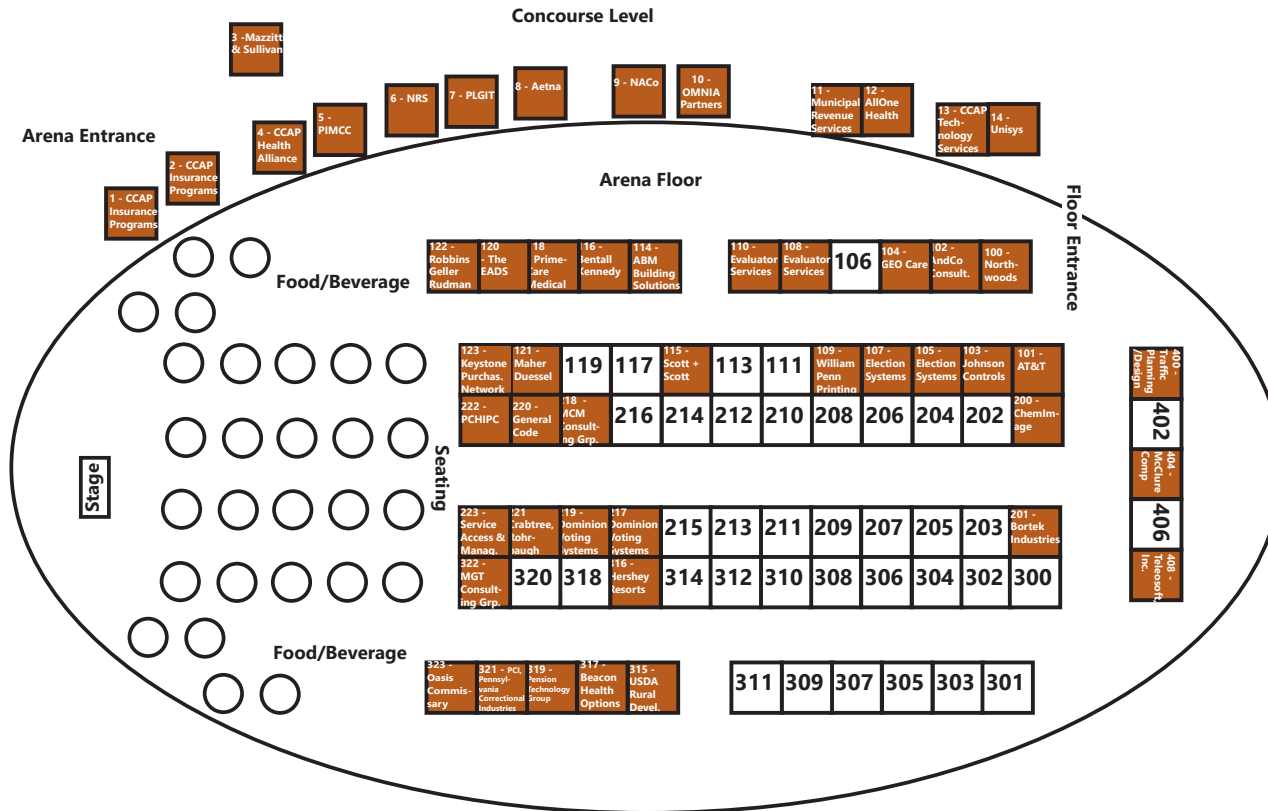 Concourse Level
3 -Mazzitt
& Sullivan
6 - NRS
7 - PLGIT
8 - Aetna
9 - NACo
10 -
OMNIA
Partners
11 -
Municipal
Revenue
Services
12 -
AllOne
Health
13 - CCAP
Tech-
nology
Services
14 -
Unisys
Arena Entrance
4 - CCAP
Health
Alliance
5 -
PIMCC
2 - CCAP
Insurance
Programs
1 - CCAP
Insurance
Programs
Arena Floor
Floor Entrance
Food/Beverage
122 -
Robbins
Geller
Rudman
120
- The
EADS
18
Prime-
Care
Medical
16 -
Bentall
Kennedy
114 -
ABM
Building
Solutions
110 -
Evaluator
Services
108 -
Evaluator
Services
106
104 -
GEO Care
102 -
AndCo
Consult.
100 -
North-
woods
123 -
Keystone
Purchas.
Network
121 -
Maher
Duessel
119
117
115 -
Scott +
Scott
113
111
109 -
William
Penn
Printing
107 -
Election
Systems
105 -
Election
Systems
103 -
Johnson
Controls
101 -
AT&T
222 -
PCHIPC
220 -
General
Code
218 -
MCM
Consult-
ing Grp.
216
214
212
210
208
206
204
202
200 -
ChemIm-
age
400 -
Traffic
Planning
/Design
402
404 -
McClure
Comp
406
408 -
Teleosoft,
Inc.
Stage
Seating
223 -
Service
Access &
Manag.
221
Crabtree,
Rohr-
baugh
219 -
Dominion
Voting
Systems
217
Dominion
Voting
Systems
215
213
211
209
207
205
203
201 -
Bortek
Industries
322 -
MGT
Consult-
ing Grp.
320
318
316 -
Hershey
Resorts
314
312
310
308
306
304
302
300
Food/Beverage
323 -
Oasis
Commis-
sary
321 - PCI,
Pennsyl-
vania
Correctional
Industries
319 -
Pension
Technology
Group
317 -
Beacon
Health
Options
315 -
USDA
Rural
Devel.
311
309
307
305
303
301